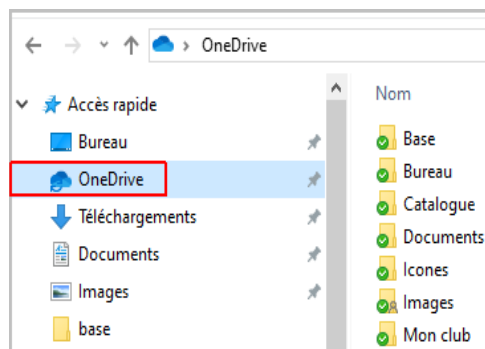 OneDrive
Accès rapide
Bureau
OneDrive
Téléchargements
Documents
Images
base
Nom
Base
Bureau
Catalogue
Documents
Icones
Images
Mon club